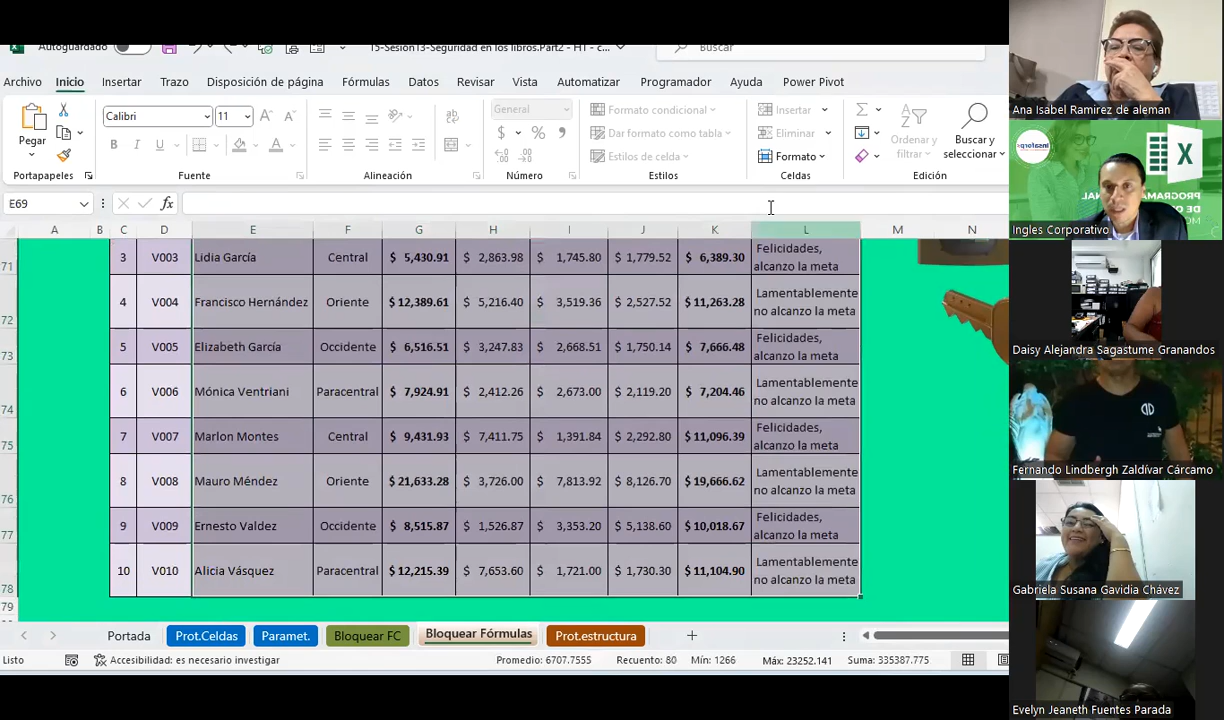 Autoguardado
15-Sesión13-Seguridad en los libros.Part2 - HT - c...
Buscar
Archivo Inicio Insertar Trazo Disposición de página Fórmulas Datos Revisar Vista Automatizar Programador Ayuda Power Pivot
Pegar
Calibri 11
N K S
General
$ % 000
Formato condicional
Dar formato como tabla
Estilos de celda
Insertar
Eliminar
Formato
Ordenar y filtrar
Buscar y seleccionar
Portapapeles Fuente Alineación Número Estilos Celdas Edición
E69 fx
A B C D E F G H I J K L M N
71 3 V003 Lidia García Central $ 5,430.91 $ 2,863.98 $ 1,745.80 $ 1,779.52 $ 6,389.30 Felicidades, alcanzo la meta
72 4 V004 Francisco Hernández Oriente $ 12,389.61 $ 5,216.40 $ 3,519.36 $ 2,527.52 $ 11,263.28 Lamentablemente no alcanzo la meta
73 5 V005 Elizabeth García Occidente $ 6,516.51 $ 3,247.83 $ 2,668.51 $ 1,750.14 $ 7,666.48 Felicidades, alcanzo la meta
74 6 V006 Mónica Ventriani Paracentral $ 7,924.91 $ 2,412.26 $ 2,673.00 $ 2,119.20 $ 7,204.46 Lamentablemente no alcanzo la meta
75 7 V007 Marlon Montes Central $ 9,431.93 $ 7,411.75 $ 1,391.84 $ 2,292.80 $ 11,096.39 Felicidades, alcanzo la meta
76 8 V008 Mauro Méndez Oriente $ 21,633.28 $ 3,726.00 $ 7,813.92 $ 8,126.70 $ 19,666.62 Lamentablemente no alcanzo la meta
77 9 V009 Ernesto Valdez Occidente $ 8,515.87 $ 1,526.87 $ 3,353.20 $ 5,138.60 $ 10,018.67 Felicidades, alcanzo la meta
78 10 V010 Alicia Vásquez Paracentral $ 12,215.39 $ 7,653.60 $ 1,721.00 $ 1,730.30 $ 11,104.90 Lamentablemente no alcanzo la meta
79
Portada Prot.Celdas Paramet. Bloquear FC Bloquear Fórmulas Prot.estructura
Listo Accesibilidad: es necesario investigar Promedio: 6707.7555 Recuento: 80 Mín: 1266 Máx: 23252.141 Suma: 335387.775
Ana Isabel Ramirez de aleman
Insaforp
Ingles Corporativo
Daisy Alejandra Sagastume Granandos
Fernando Lindbergh Zaldívar Cárcamo
Gabriela Susana Gavidia Chávez
Evelyn Jeaneth Fuentes Parada